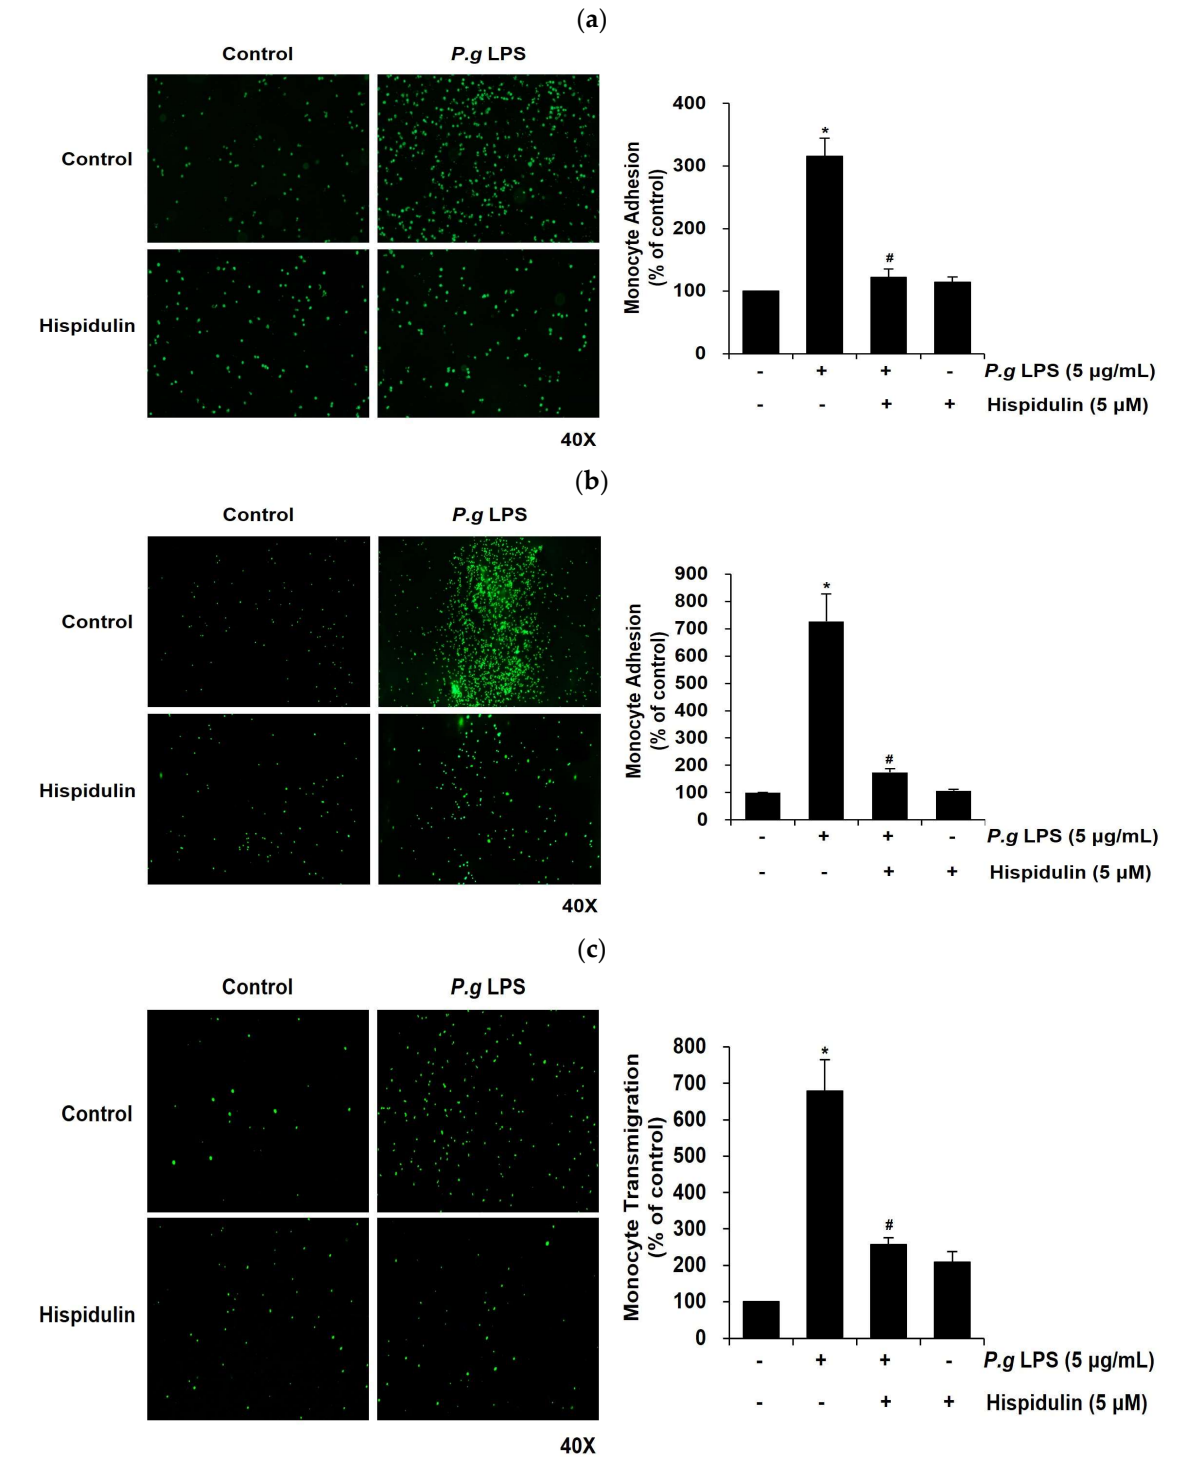 (a)
Control P.g LPS
Control
Hispidulin
40X
Monocyte Adhesion
(% of control)
400
300
200
100
0
*
#
- + + - P.g LPS (5 µg/mL)
- - + + Hispidulin (5 µM)
(b)
Control P.g LPS
Control
Hispidulin
40X
Monocyte Adhesion
(% of control)
900
800
700
600
500
400
300
200
100
0
*
#
- + + - P.g LPS (5 µg/mL)
- - + + Hispidulin (5 µM)
(c)
Control P.g LPS
Control
Hispidulin
40X
Monocyte Transmigration
(% of control)
800
700
600
500
400
300
200
100
0
*
#
- + + - P.g LPS (5 µg/mL)
- - + + Hispidulin (5 µM)